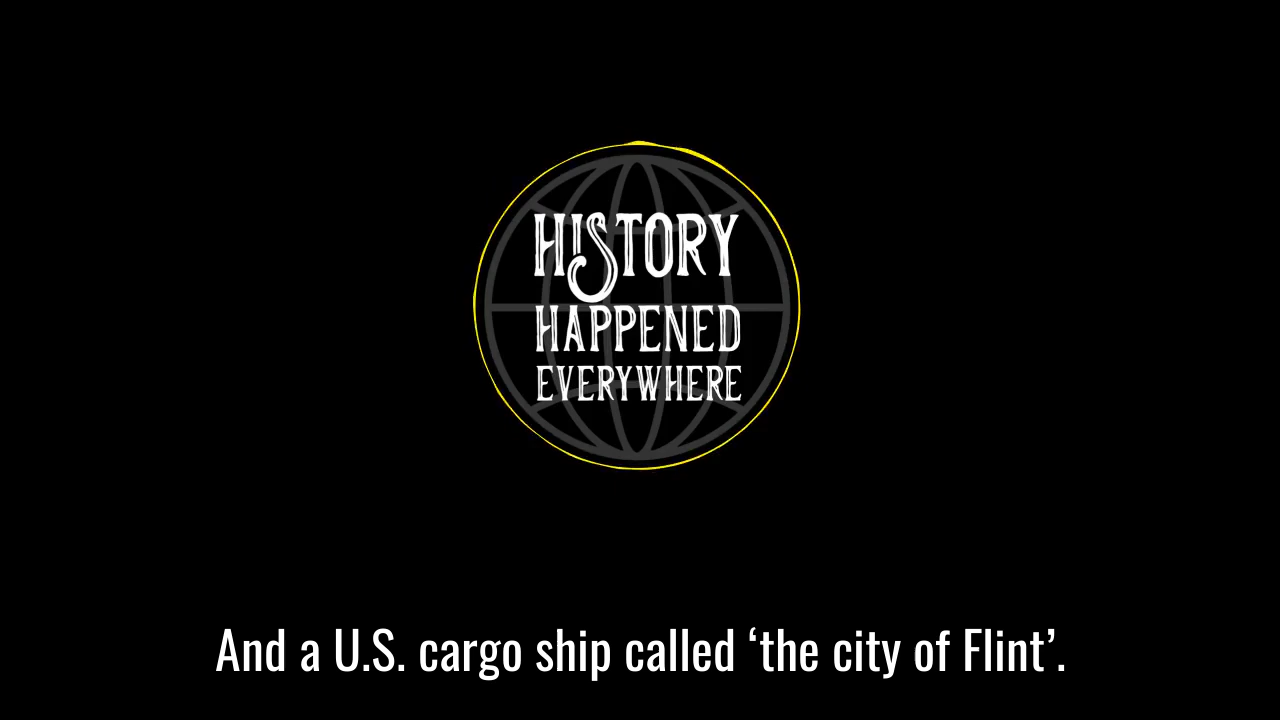 HISTORY
HAPPENED
EVERYWHERE
And a U.S. cargo ship called ‘the city of Flint’.